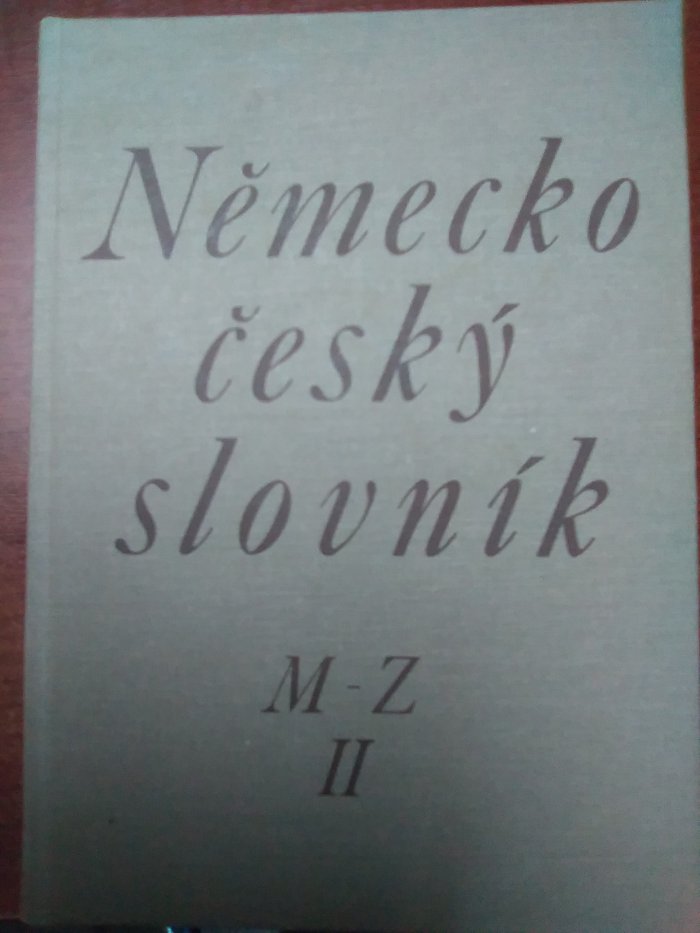 Německo
český
slovník
M-Z
II